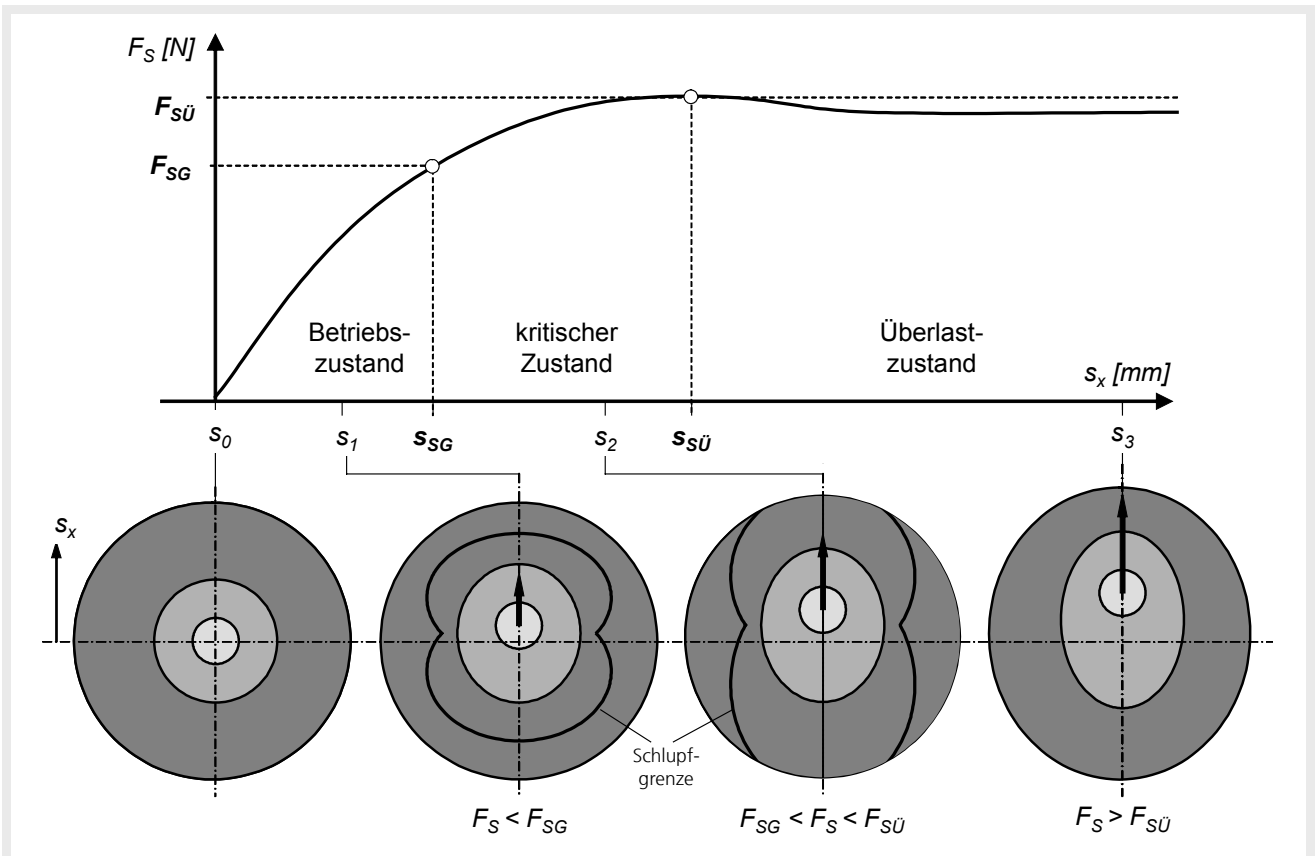 F_S [N]
F_SÜ
F_SG
Betriebs-
zustand
kritischer
Zustand
Überlast-
zustand
s_x [mm]
s_0
s_1
s_SG
s_2
s_SÜ
s_3
s_x
Schlupf-
grenze
F_S < F_SG
F_SG < F_S < F_SÜ
F_S > F_SÜ